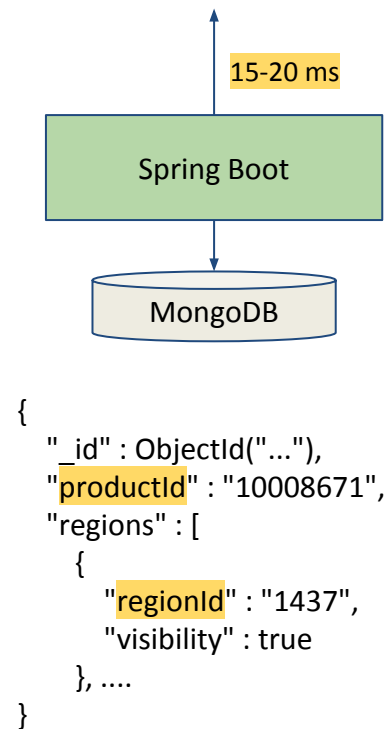 15-20 ms
Spring Boot
MongoDB
{
"_id" : ObjectId("..."),
"productId" : "10008671",
"regions" : [
{
"regionId" : "1437",
"visibility" : true
}, ....
}